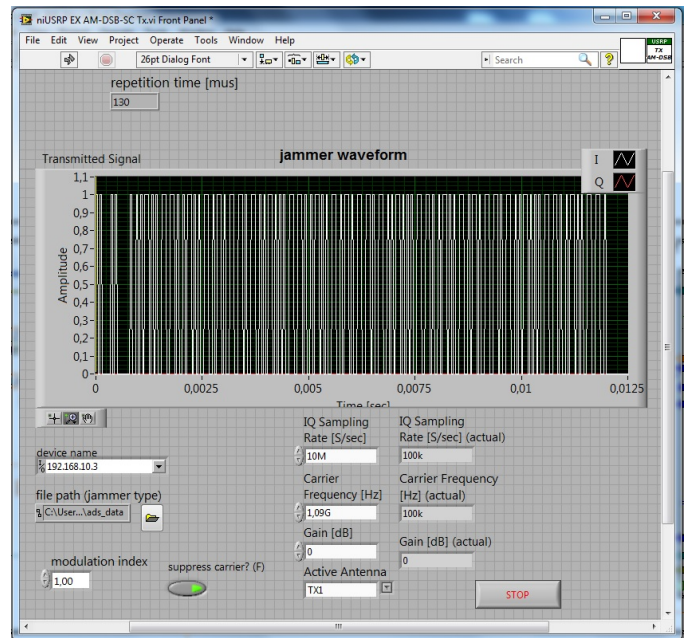 niUSRP EX AM-DSB-SC Tx.vi Front Panel *
File Edit View Project Operate Tools Window Help
26pt Dialog Font
Search
USRP
TX
AM-DSB
repetition time [mus]
130
Transmitted Signal
jammer waveform
I
Q
1,1
1
0,9
0,8
0,7
0,6
0,5
0,4
0,3
0,2
0,1
0
Amplitude
0 0,0025 0,005 0,0075 0,01 0,0125
Time [sec]
device name
192.168.10.3
file path (jammer type)
C:\User...\ads_data
modulation index
1,00
suppress carrier? (F)
IQ Sampling
Rate [S/sec]
10M
IQ Sampling
Rate [S/sec] (actual)
100k
Carrier
Frequency [Hz]
1,09G
Carrier Frequency
[Hz] (actual)
100k
Gain [dB]
0
Gain [dB] (actual)
0
Active Antenna
TX1
STOP